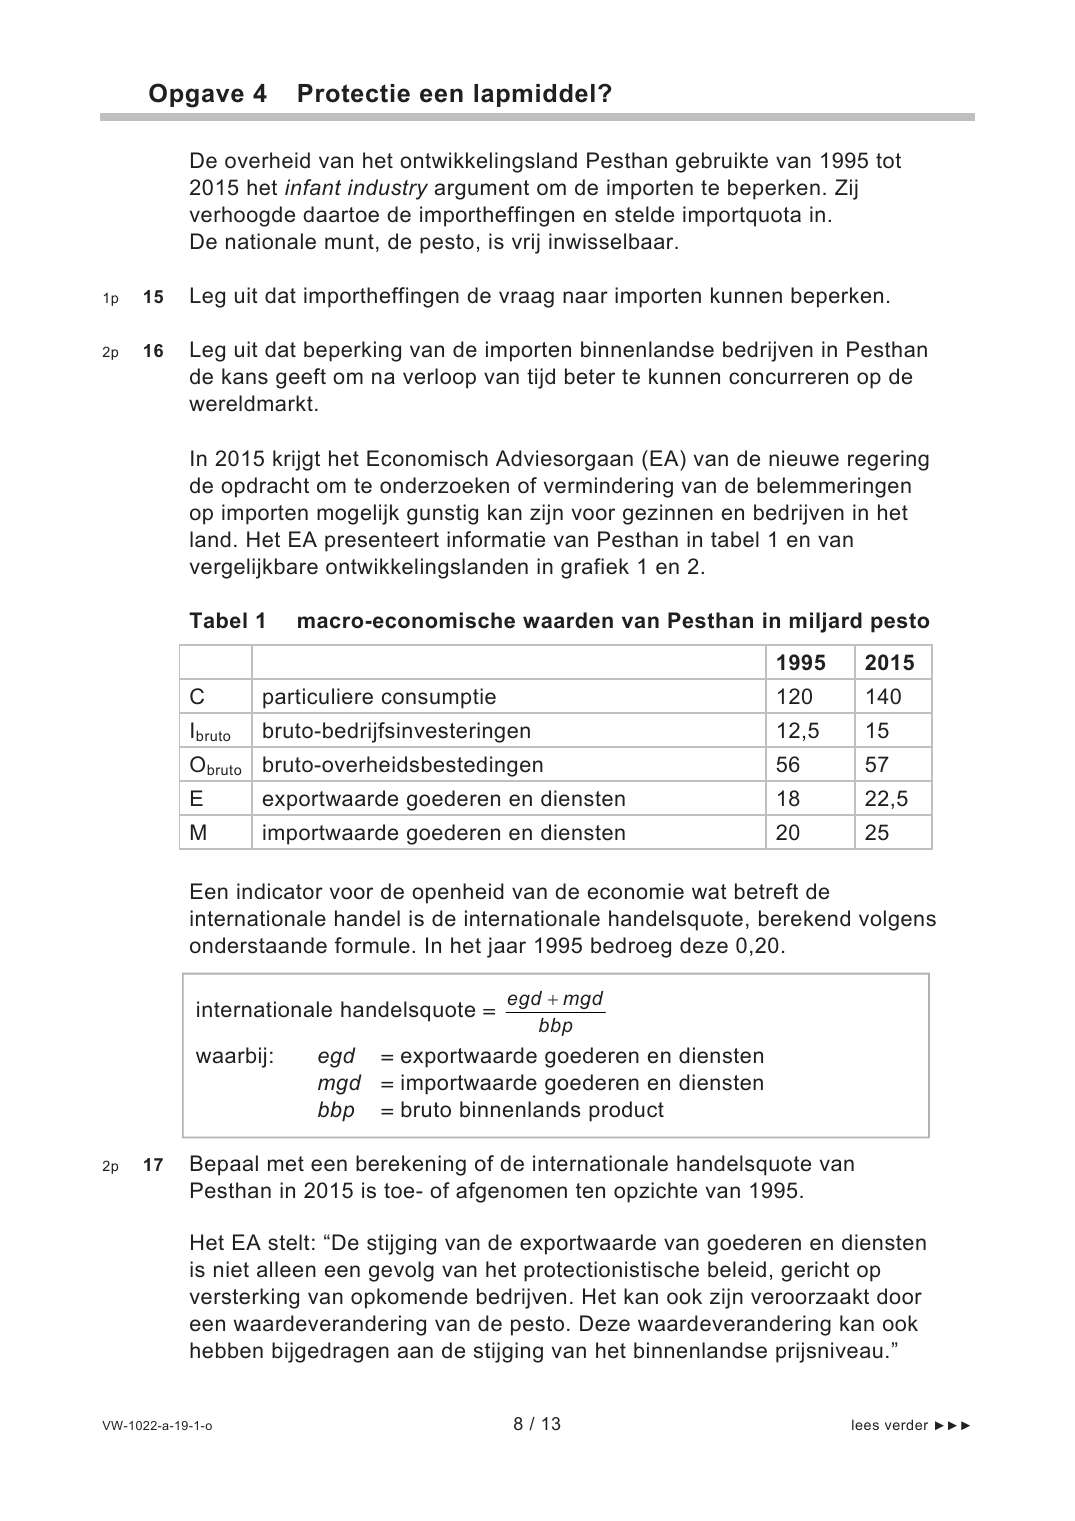 Opgave 4 Protectie een lapmiddel?
De overheid van het ontwikkelingsland Pesthan gebruikte van 1995 tot
2015 het infant industry argument om de importen te beperken. Zij
verhoogde daartoe de importheffingen en stelde importquota in.
De nationale munt, de pesto, is vrij inwisselbaar.
1p 15 Leg uit dat importheffingen de vraag naar importen kunnen beperken.
2p 16 Leg uit dat beperking van de importen binnenlandse bedrijven in Pesthan
de kans geeft om na verloop van tijd beter te kunnen concurreren op de
wereldmarkt.
In 2015 krijgt het Economisch Adviesorgaan (EA) van de nieuwe regering
de opdracht om te onderzoeken of vermindering van de belemmeringen
op importen mogelijk gunstig kan zijn voor gezinnen en bedrijven in het
land. Het EA presenteert informatie van Pesthan in tabel 1 en van
vergelijkbare ontwikkelingslanden in grafiek 1 en 2.
Tabel 1 macro-economische waarden van Pesthan in miljard pesto
1995 2015
C particuliere consumptie 120 140
Ibruto bruto-bedrijfsinvesteringen 12,5 15
Obruto bruto-overheidsbestedingen 56 57
E exportwaarde goederen en diensten 18 22,5
M importwaarde goederen en diensten 20 25
Een indicator voor de openheid van de economie wat betreft de
internationale handel is de internationale handelsquote, berekend volgens
onderstaande formule. In het jaar 1995 bedroeg deze 0,20.
internationale handelsquote = egd + mgd
bbp
waarbij: egd = exportwaarde goederen en diensten
mgd = importwaarde goederen en diensten
bbp = bruto binnenlands product
2p 17 Bepaal met een berekening of de internationale handelsquote van
Pesthan in 2015 is toe- of afgenomen ten opzichte van 1995.
Het EA stelt: “De stijging van de exportwaarde van goederen en diensten
is niet alleen een gevolg van het protectionistische beleid, gericht op
versterking van opkomende bedrijven. Het kan ook zijn veroorzaakt door
een waardeverandering van de pesto. Deze waardeverandering kan ook
hebben bijgedragen aan de stijging van het binnenlandse prijsniveau.”
VW-1022-a-19-1-o 8 / 13 lees verder ►►►